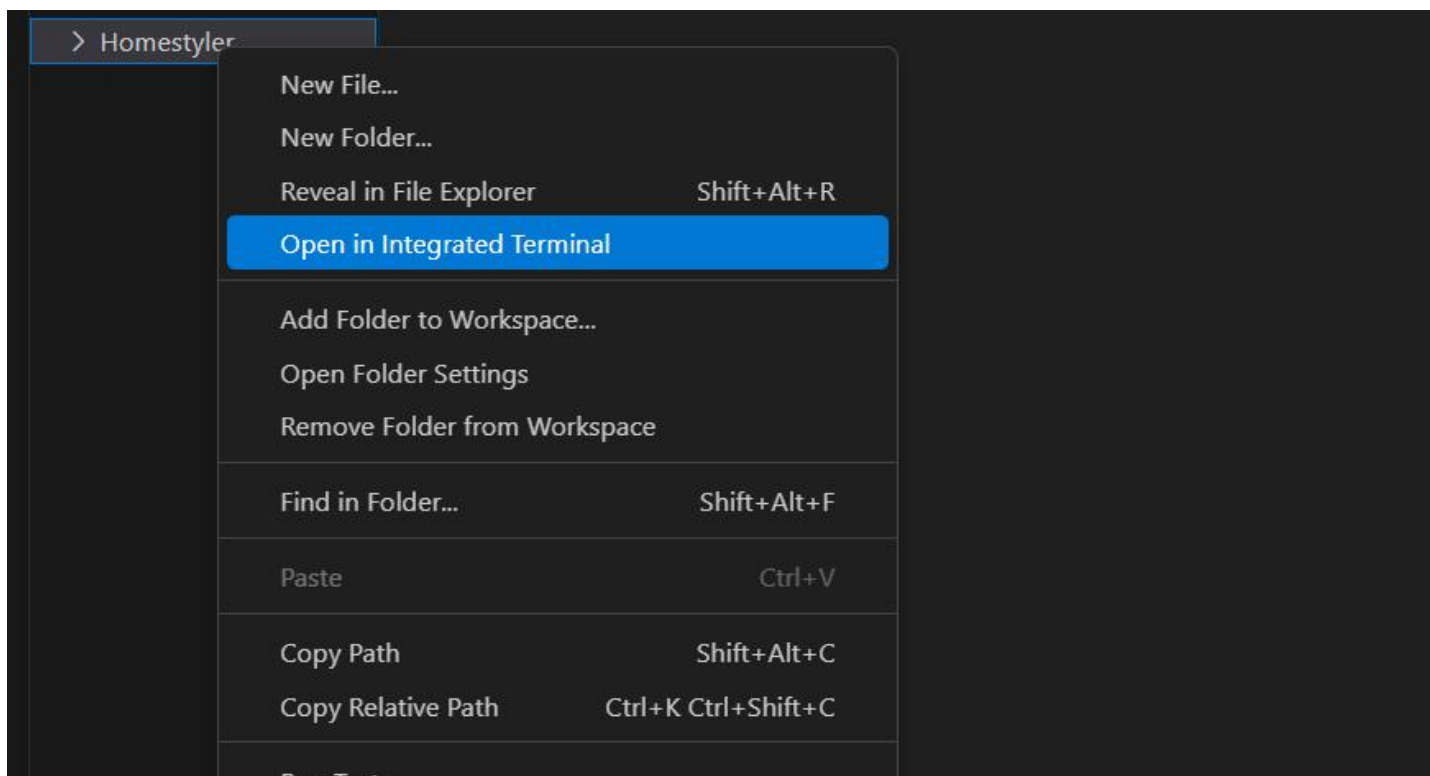 Homestyler
New File...
New Folder...
Reveal in File Explorer Shift+Alt+R
Open in Integrated Terminal
Add Folder to Workspace...
Open Folder Settings
Remove Folder from Workspace
Find in Folder... Shift+Alt+F
Paste Ctrl+V
Copy Path Shift+Alt+C
Copy Relative Path Ctrl+K Ctrl+Shift+C